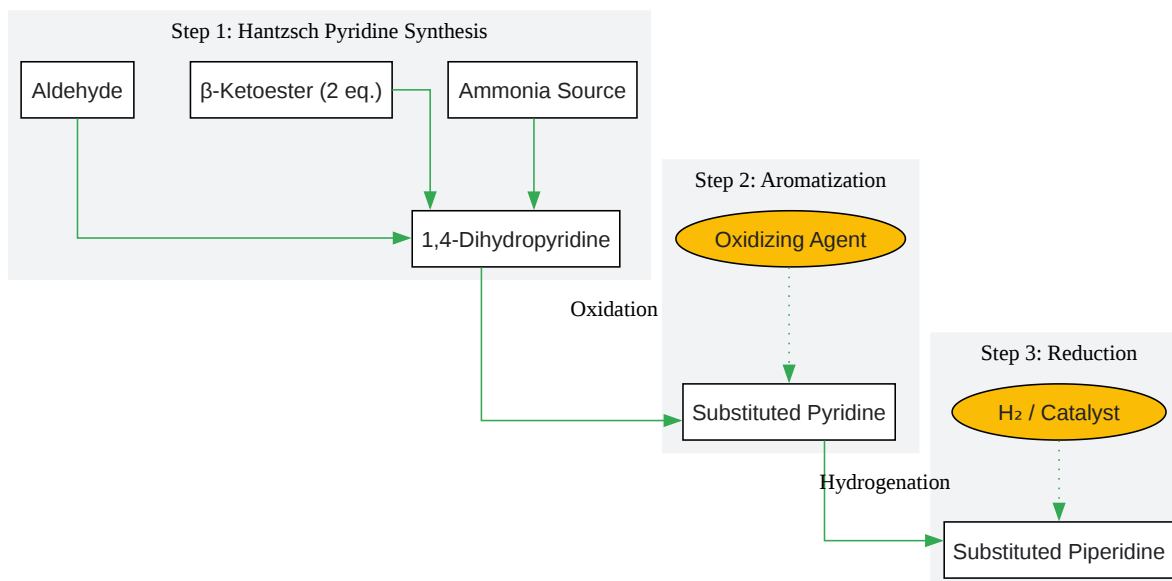 Step 1: Hantzsch Pyridine Synthesis
Aldehyde
β-Ketoester (2 eq.)
Ammonia Source
1,4-Dihydropyridine
Step 2: Aromatization
Oxidizing Agent
Oxidation
Substituted Pyridine
Step 3: Reduction
H₂ / Catalyst
Hydrogenation
Substituted Piperidine